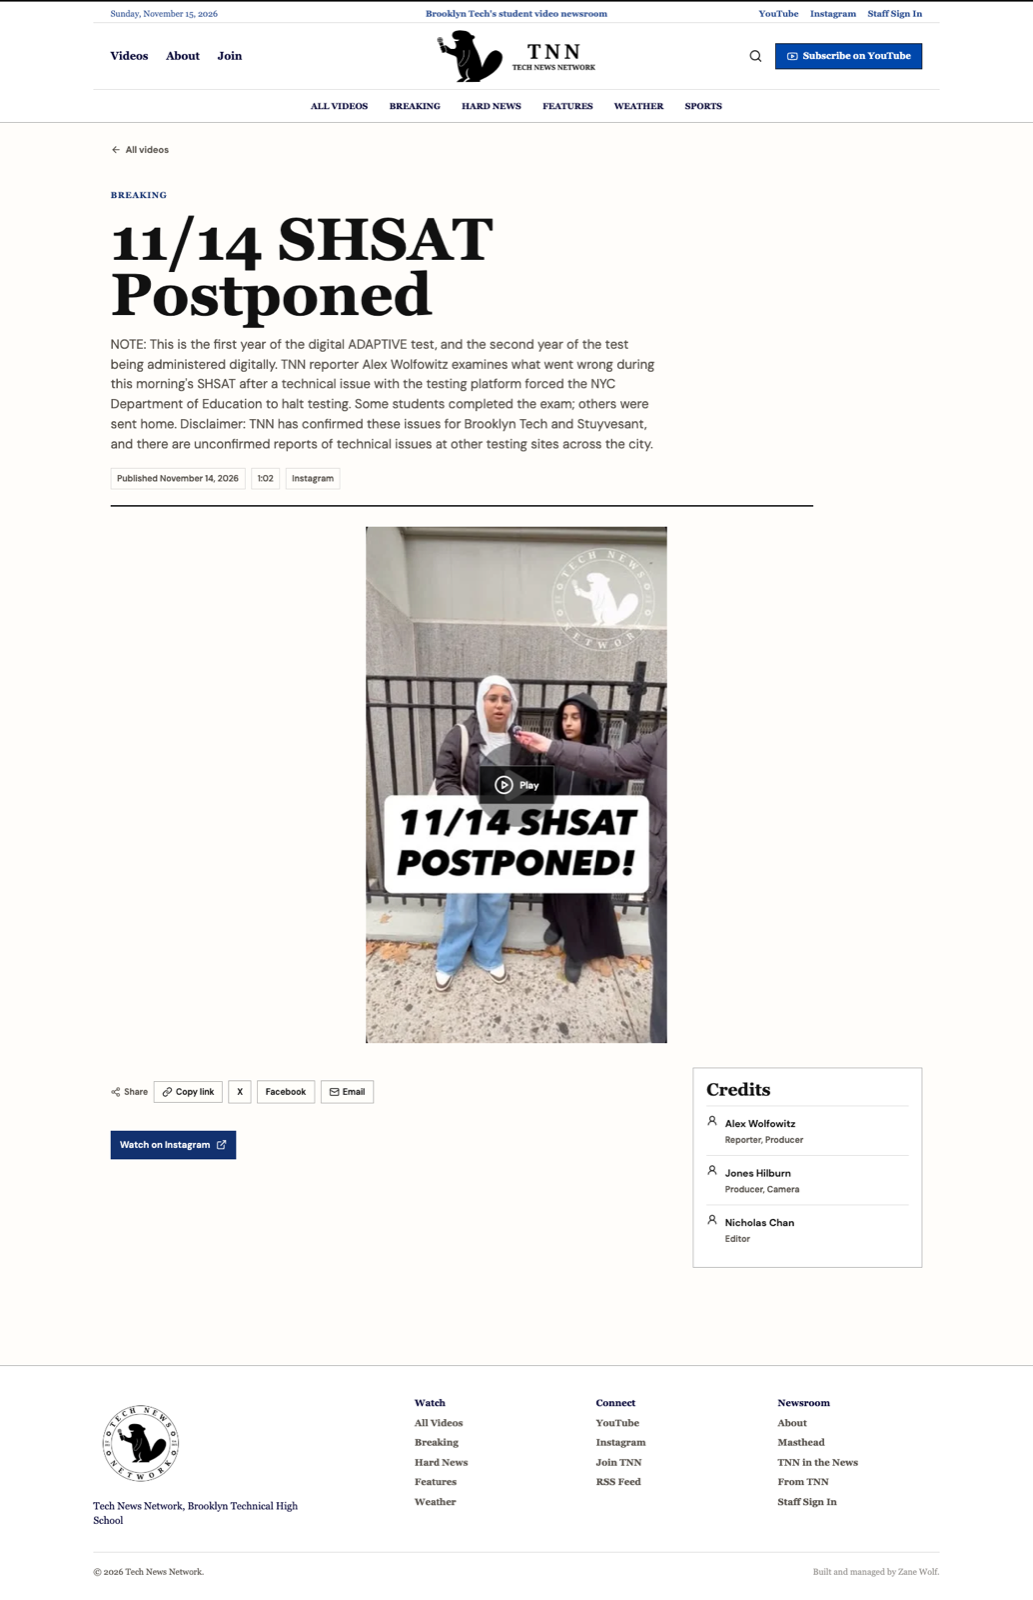 Sunday, November 15, 2026
Brooklyn Tech's student video newsroom
YouTube Instagram Staff Sign In
Videos About Join
TNN
TECH NEWS NETWORK
Subscribe on YouTube
ALL VIDEOS BREAKING HARD NEWS FEATURES WEATHER SPORTS
← All videos
BREAKING
11/14 SHSAT
Postponed
NOTE: This is the first year of the digital ADAPTIVE test, and the second year of the test
being administered digitally. TNN reporter Alex Wolfowitz examines what went wrong during
this morning's SHSAT after a technical issue with the testing platform forced the NYC
Department of Education to halt testing. Some students completed the exam; others were
sent home. Disclaimer: TNN has confirmed these issues for Brooklyn Tech and Stuyvesant,
and there are unconfirmed reports of technical issues at other testing sites across the city.
Published November 14, 2026 1:02 Instagram
TECH NEWS
NETWORK
Play
11/14 SHSAT
POSTPONED!
Share Copy link X Facebook Email
Watch on Instagram
Credits
Alex Wolfowitz
Reporter, Producer
Jones Hilburn
Producer, Camera
Nicholas Chan
Editor
TECH NEWS
NETWORK
Tech News Network, Brooklyn Technical High
School
Watch
All Videos
Breaking
Hard News
Features
Weather
Connect
YouTube
Instagram
Join TNN
RSS Feed
Newsroom
About
Masthead
TNN in the News
From TNN
Staff Sign In
© 2026 Tech News Network.
Built and managed by Zane Wolf.